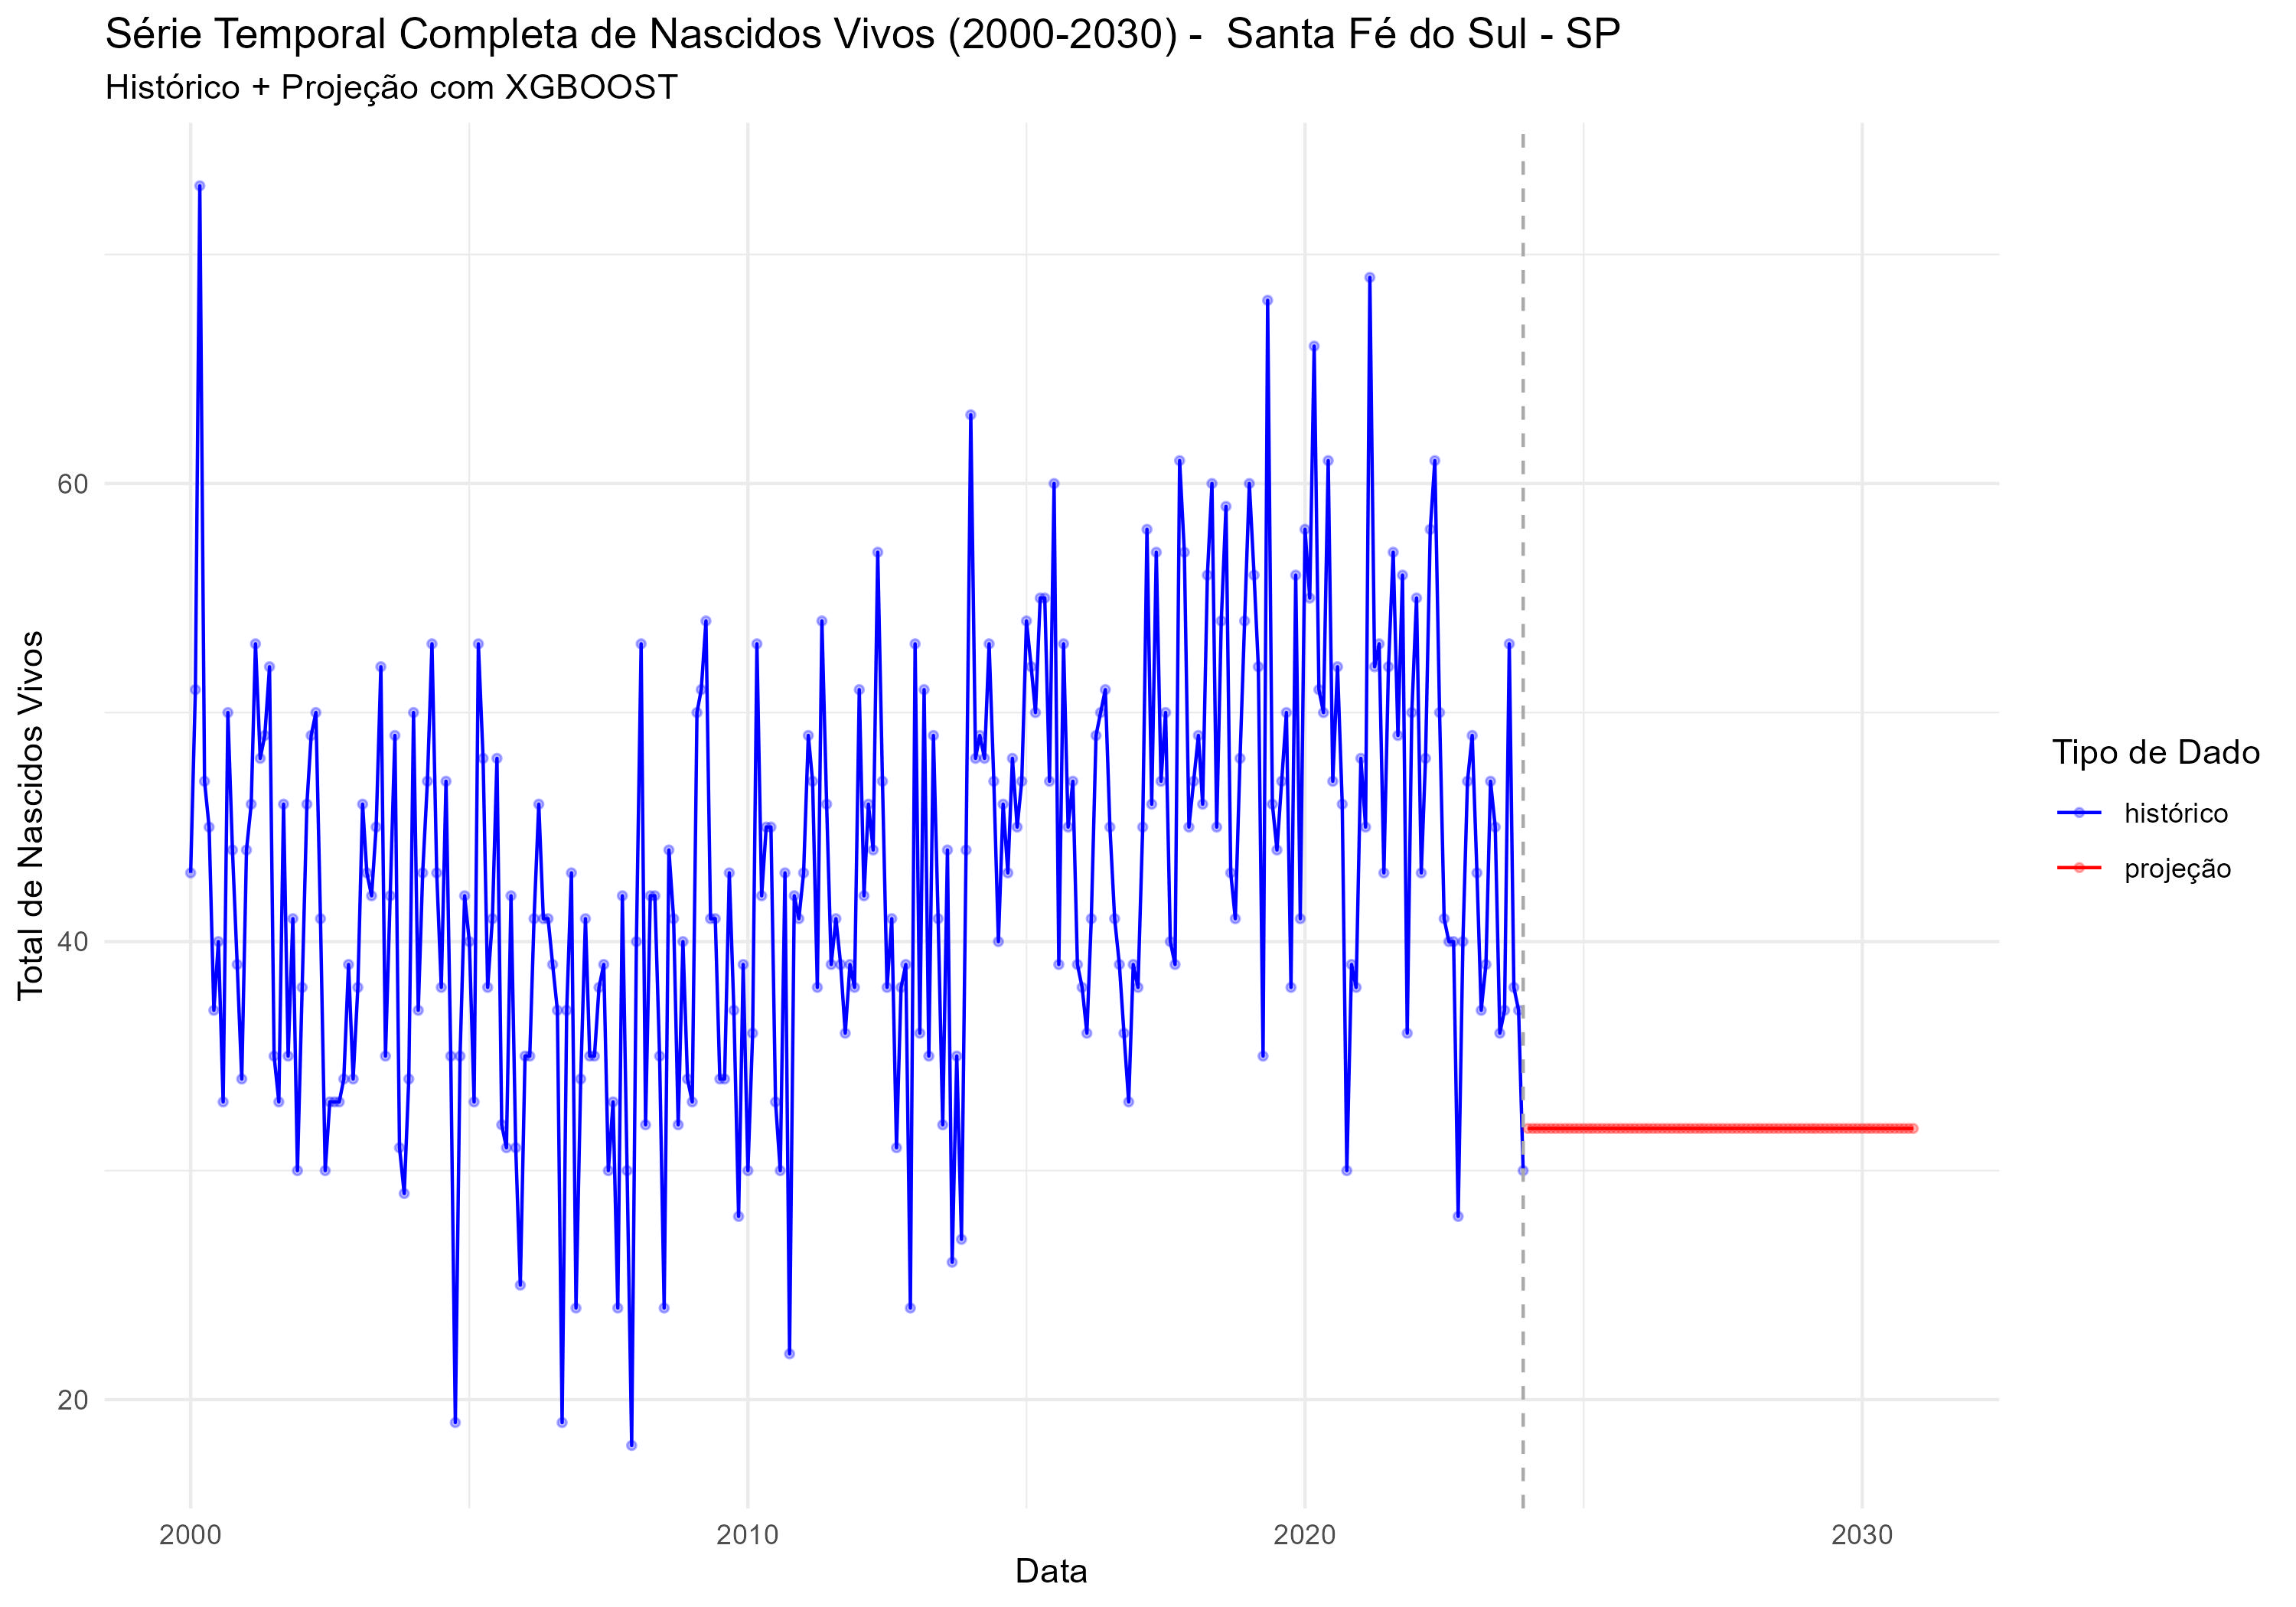 Série Temporal Completa de Nascidos Vivos (2000-2030) -  Santa Fé do Sul - SP
Histórico + Projeção com XGBOOST
Total de Nascidos Vivos
60
40
20
2000
2010
2020
2030
Data
Tipo de Dado
histórico
projeção